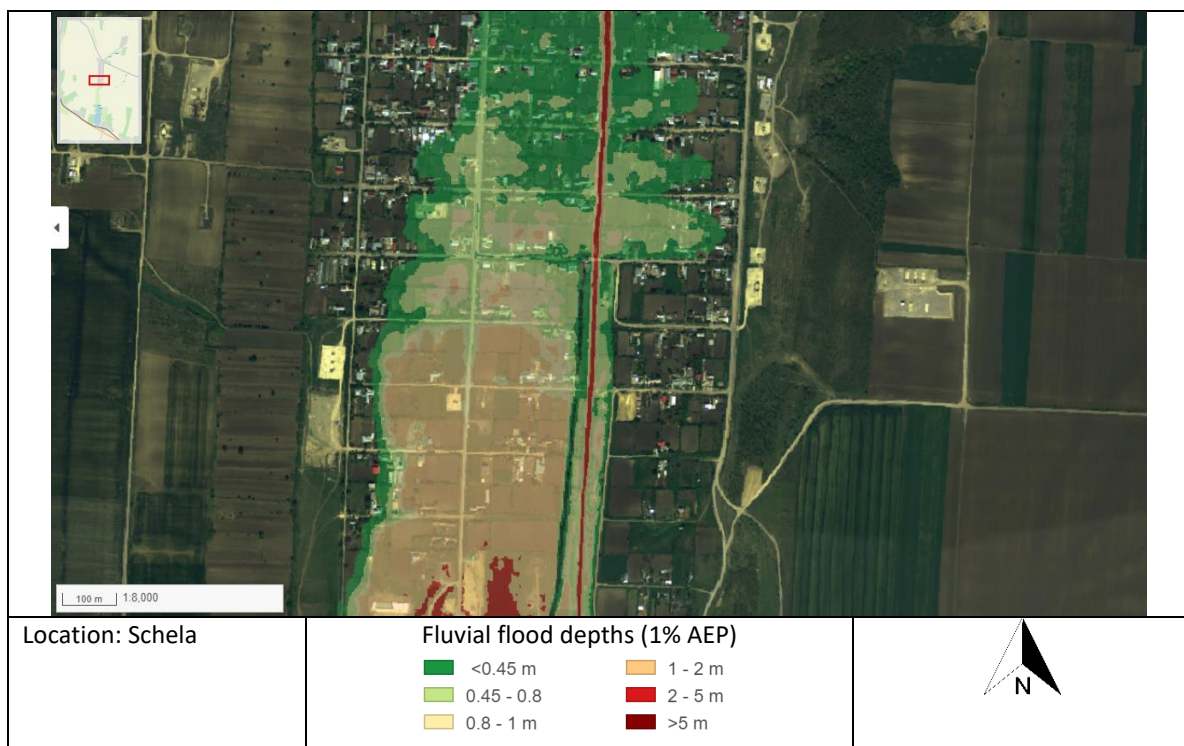 100 m 1:8,000
Location: Schela
Fluvial flood depths (1% AEP)
<0.45 m
0.45 - 0.8
0.8 - 1 m
1 - 2 m
2 - 5 m
>5 m
N